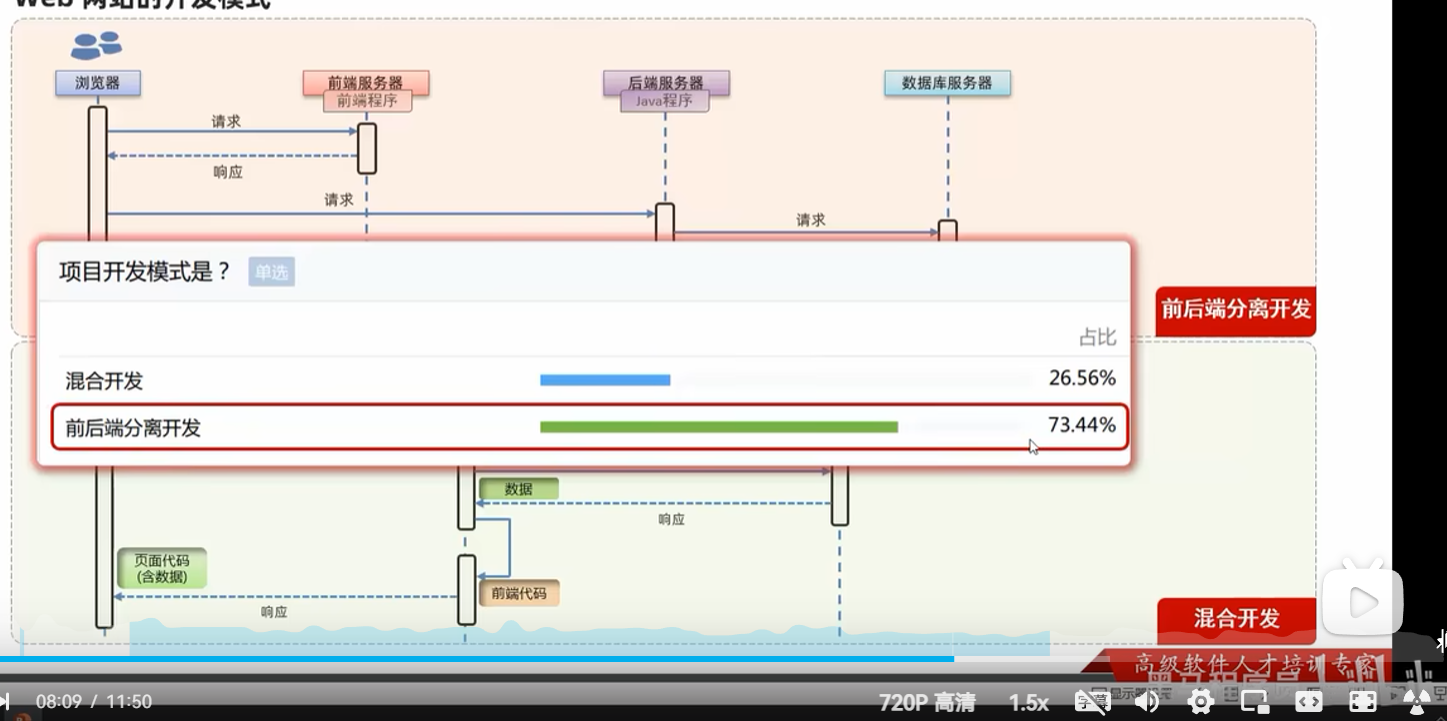 Web 网站的开发模式
浏览器
前端服务器
前端程序
后端服务器
Java程序
数据库服务器
请求
响应
请求
请求
项目开发模式是？ 单选
占比
混合开发 26.56%
前后端分离开发 73.44%
前后端分离开发
数据
响应
页面代码
(含数据)
前端代码
响应
混合开发
高级软件人才培训专家
08:09 / 11:50
720P 高清
1.5x
字幕